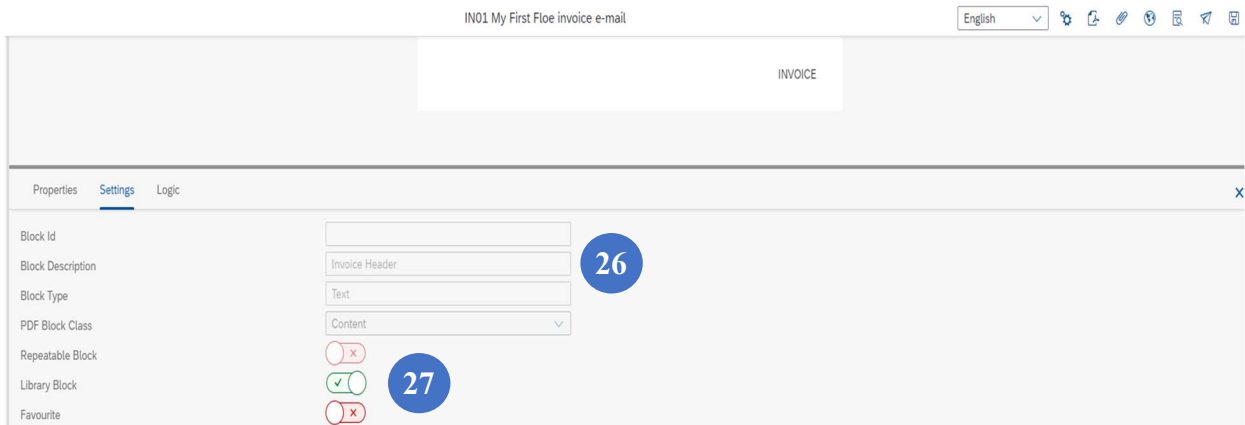 IN01 My First Floe invoice e-mail English
INVOICE
Properties Settings Logic X
Block Id
Block Description Invoice Header
26
Block Type Text
PDF Block Class Content
Repeatable Block
Library Block
27
Favourite